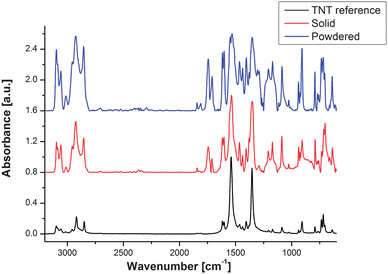 TNT reference
Solid
Powdered
Absorbance [a.u.]
2.4
2.0
1.6
1.2
0.8
0.4
0.0
3000 2500 2000 1500 1000
Wavenumber [cm⁻¹]